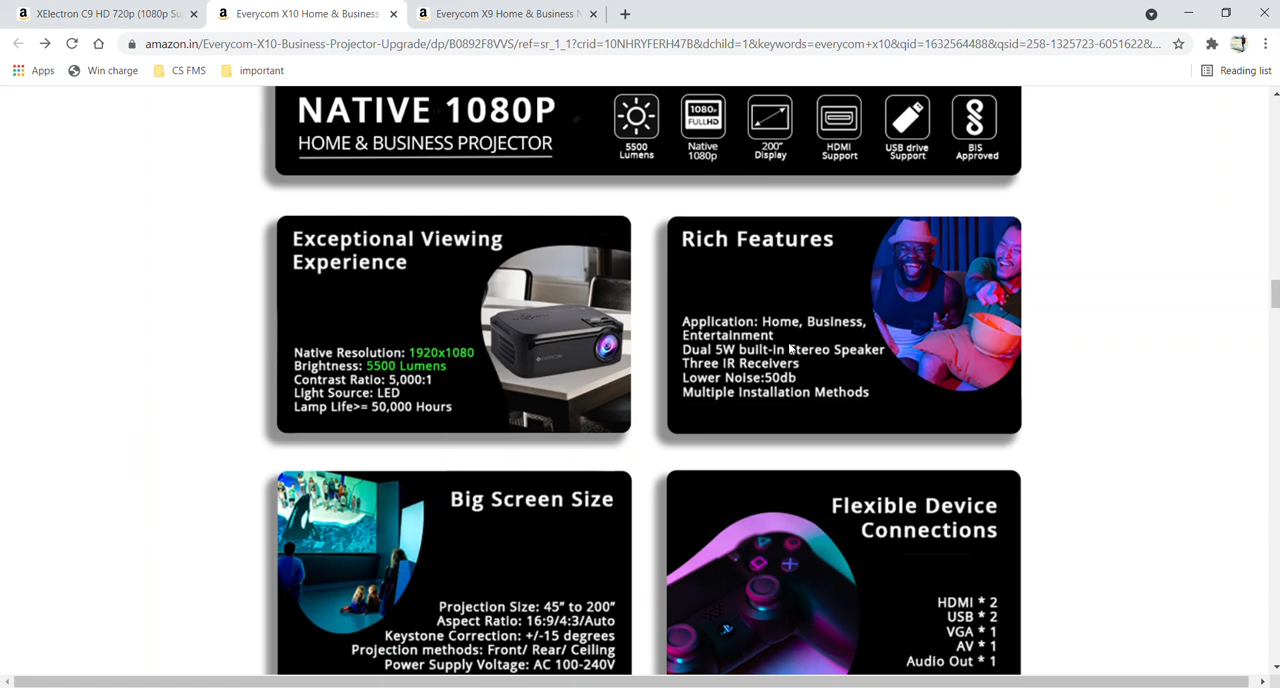 XElectron C9 HD 720p (1080p Su
Everycom X10 Home & Business
Everycom X9 Home & Business N
amazon.in/Everycom-X10-Business-Projector-Upgrade/dp/B0892F8VVS/ref=sr_1_1?crid=10NHRYFERH47B&dchild=1&keywords=everycom+x10&qid=1632564488&qsid=258-1325723-6051622&...
Apps
Win charge
CS FMS
important
Reading list
NATIVE 1080P
HOME & BUSINESS PROJECTOR
5500
Lumens
1080p
FULLHD
Native
1080p
200"
Display
HDMI
Support
USB drive
Support
BIS
Approved
Exceptional Viewing
Experience
Native Resolution: 1920x1080
Brightness: 5500 Lumens
Contrast Ratio: 5,000:1
Light Source: LED
Lamp Life>= 50,000 Hours
Rich Features
Application: Home, Business,
Entertainment
Dual 5W built-in Stereo Speaker
Three IR Receivers
Lower Noise:50db
Multiple Installation Methods
Big Screen Size
Projection Size: 45" to 200"
Aspect Ratio: 16:9/4:3/Auto
Keystone Correction: +/-15 degrees
Projection methods: Front/ Rear/ Ceiling
Power Supply Voltage: AC 100-240V
Flexible Device
Connections
HDMI * 2
USB * 2
VGA * 1
AV * 1
Audio Out * 1